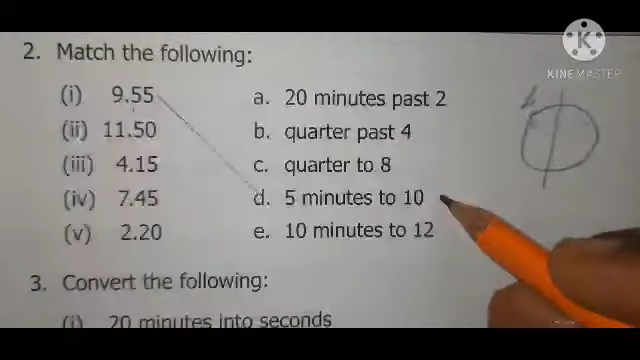 2. Match the following:
(i) 9.55 a. 20 minutes past 2
(ii) 11.50 b. quarter past 4
(iii) 4.15 c. quarter to 8
(iv) 7.45 d. 5 minutes to 10
(v) 2.20 e. 10 minutes to 12
3. Convert the following:
(i) 20 minutes into seconds
K
KINEMASTER